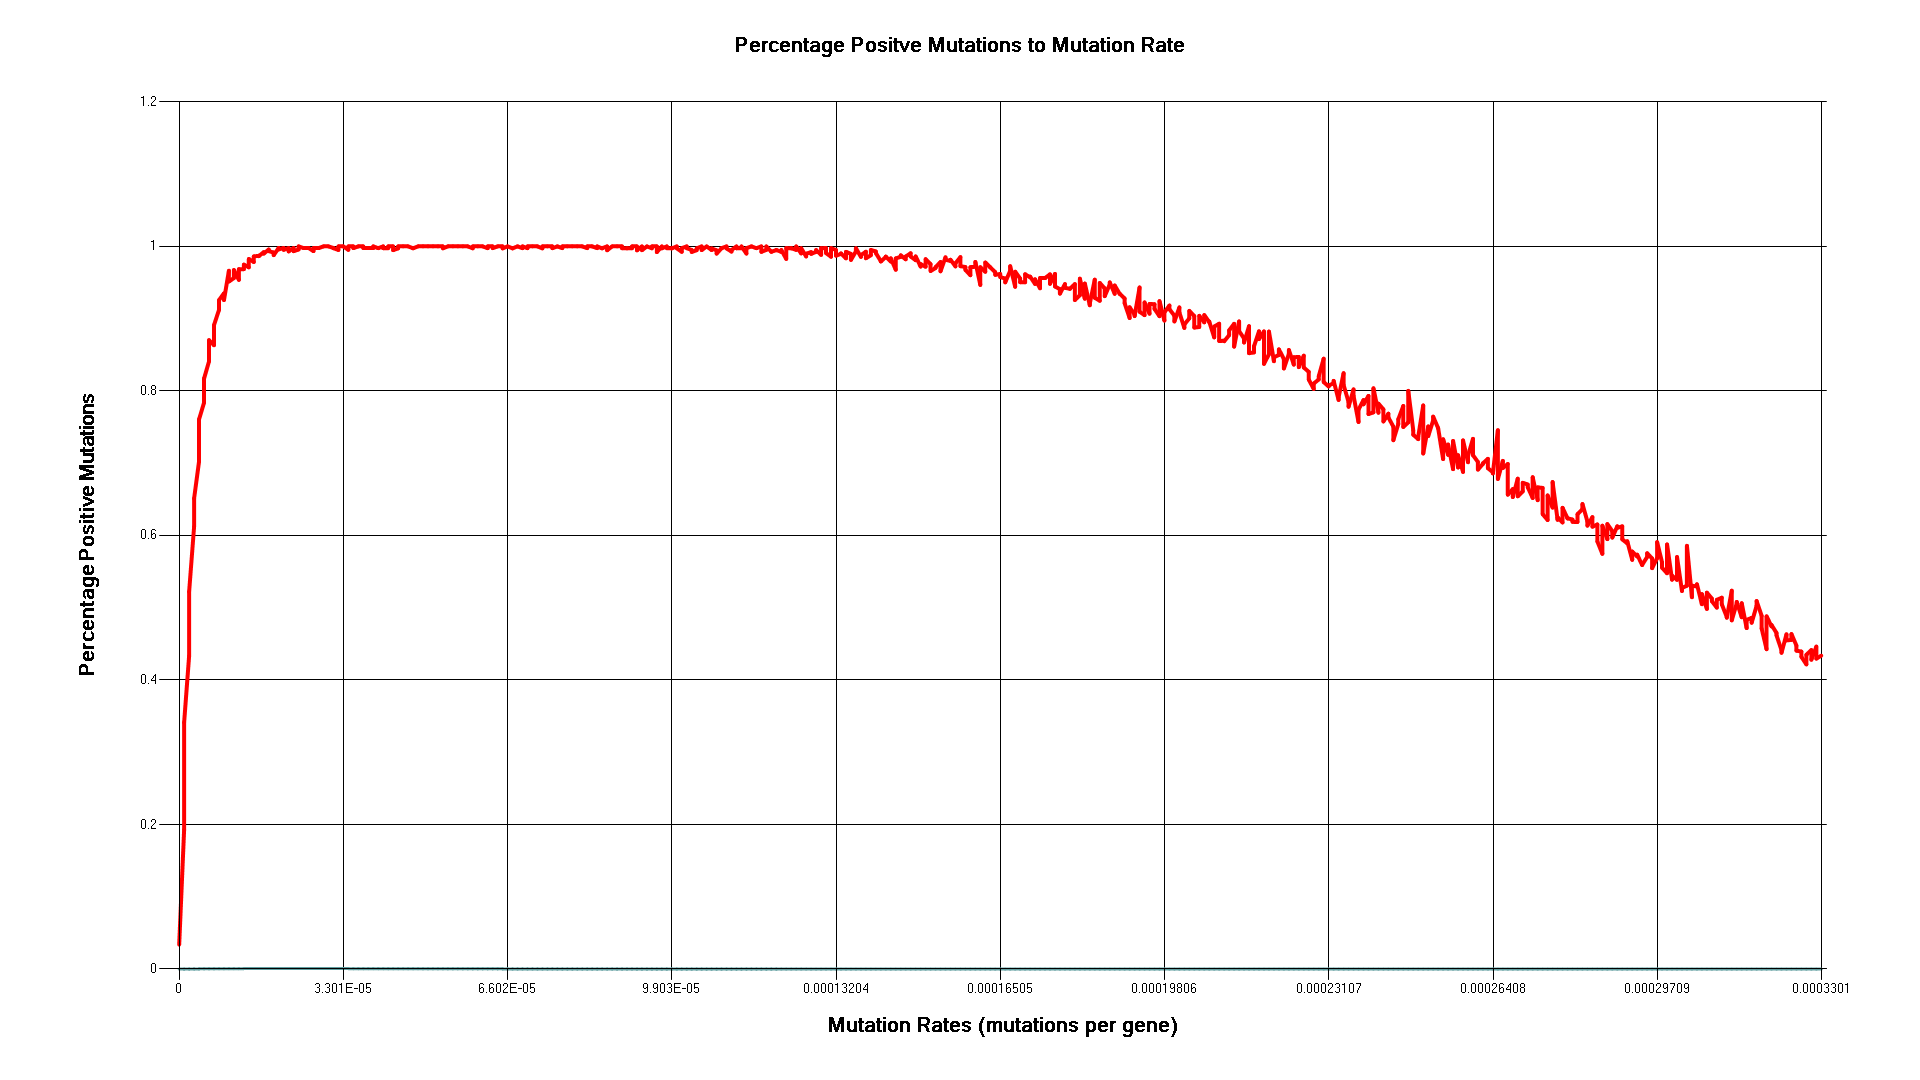 Percentage Positve Mutations to Mutation Rate
1.2
1
0.8
0.6
0.4
0.2
0
Percentage Positive Mutations
0 3.301E-05 6.602E-05 9.903E-05 0.00013204 0.00016505 0.00019806 0.00023107 0.00026408 0.00029709 0.0003301
Mutation Rates (mutations per gene)